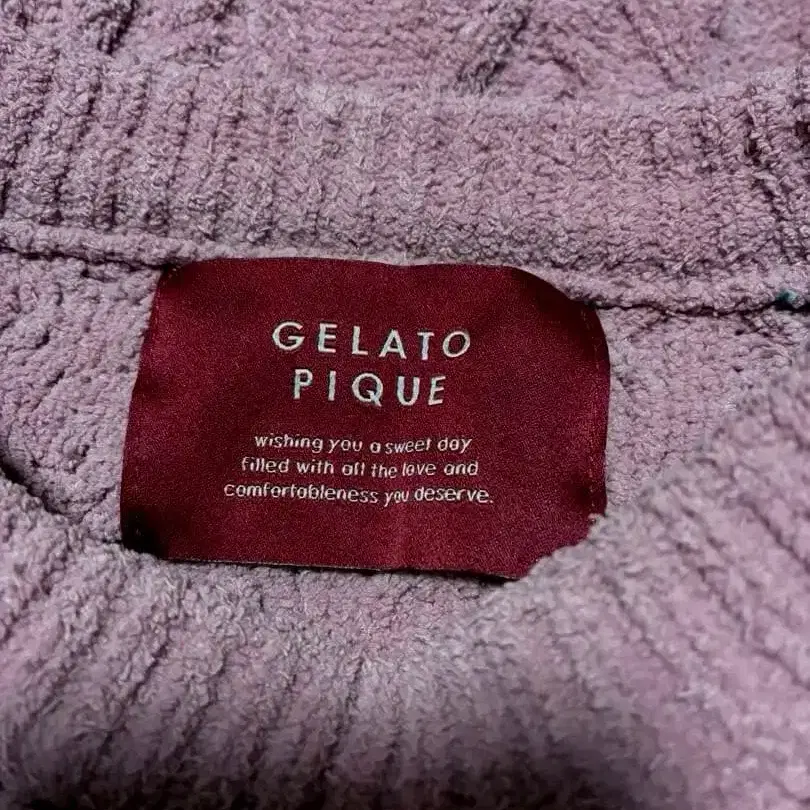 GELATO
PIQUE
wishing you a sweet day
filled with all the love and
comfortableness you deserve.